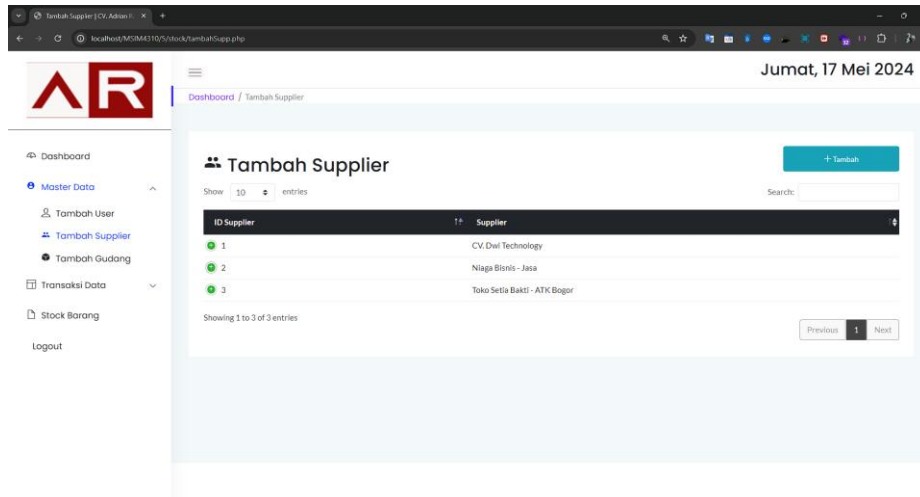 Tambah Supplier | CV. Adrian
localhost/MSIM4310/5/stock/tambahSupp.php
AR
Jumat, 17 Mei 2024
Dashboard / Tambah Supplier
Dashboard
Master Data
Tambah User
Tambah Supplier
Tambah Gudang
Transaksi Data
Stock Barang
Logout
Tambah Supplier
+ Tambah
Show 10 entries
Search:
ID Supplier Supplier
1 CV. Dwi Technology
2 Niaga Bisnis - Jasa
3 Toko Setia Bakti - ATK Bogor
Showing 1 to 3 of 3 entries
Previous 1 Next